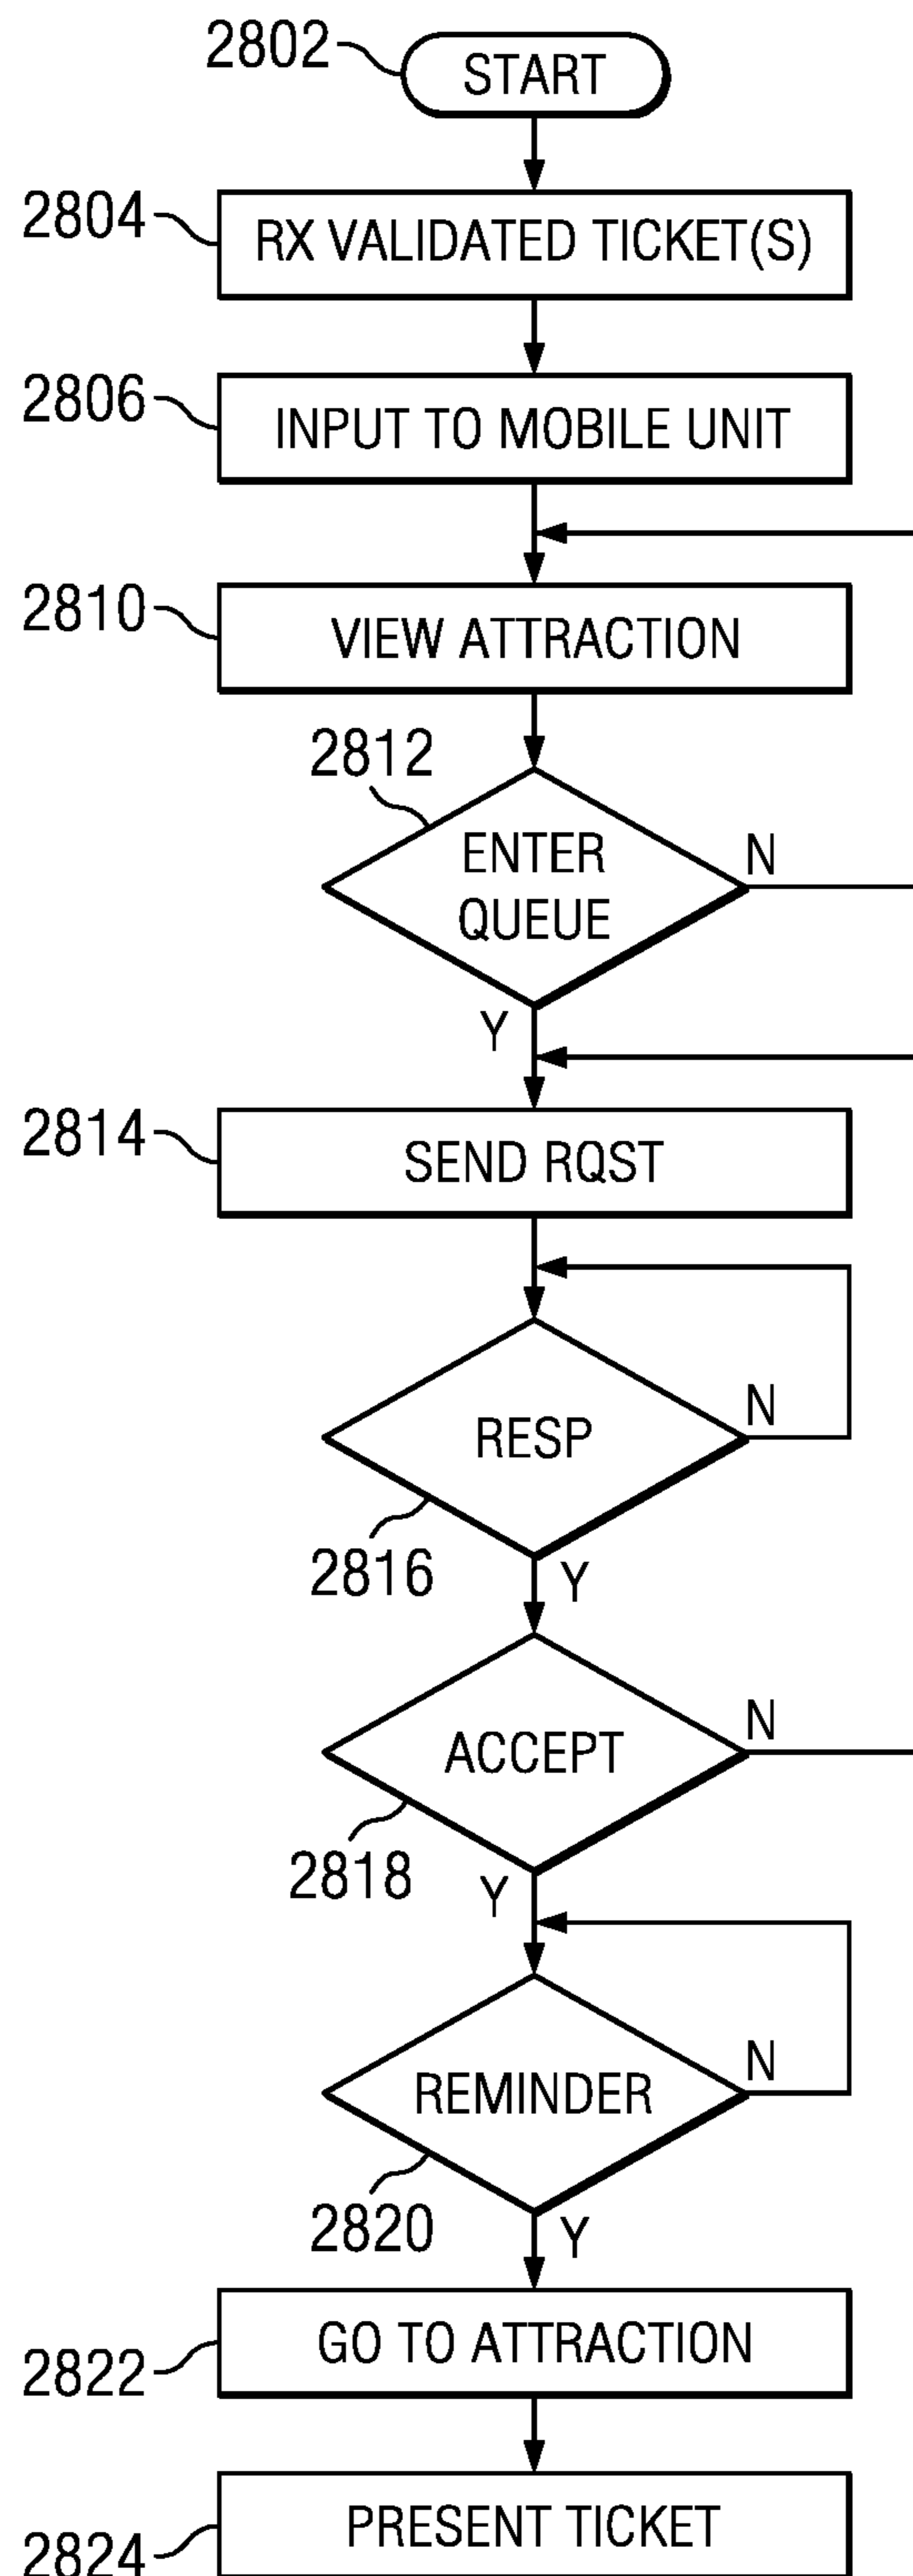 2802
START
2804
RX VALIDATED TICKET(S)
2806
INPUT TO MOBILE UNIT
2810
VIEW ATTRACTION
2812
ENTER
QUEUE
N
Y
2814
SEND RQST
RESP
N
2816
Y
ACCEPT
N
2818
Y
REMINDER
N
2820
Y
GO TO ATTRACTION
2822
PRESENT TICKET
2824